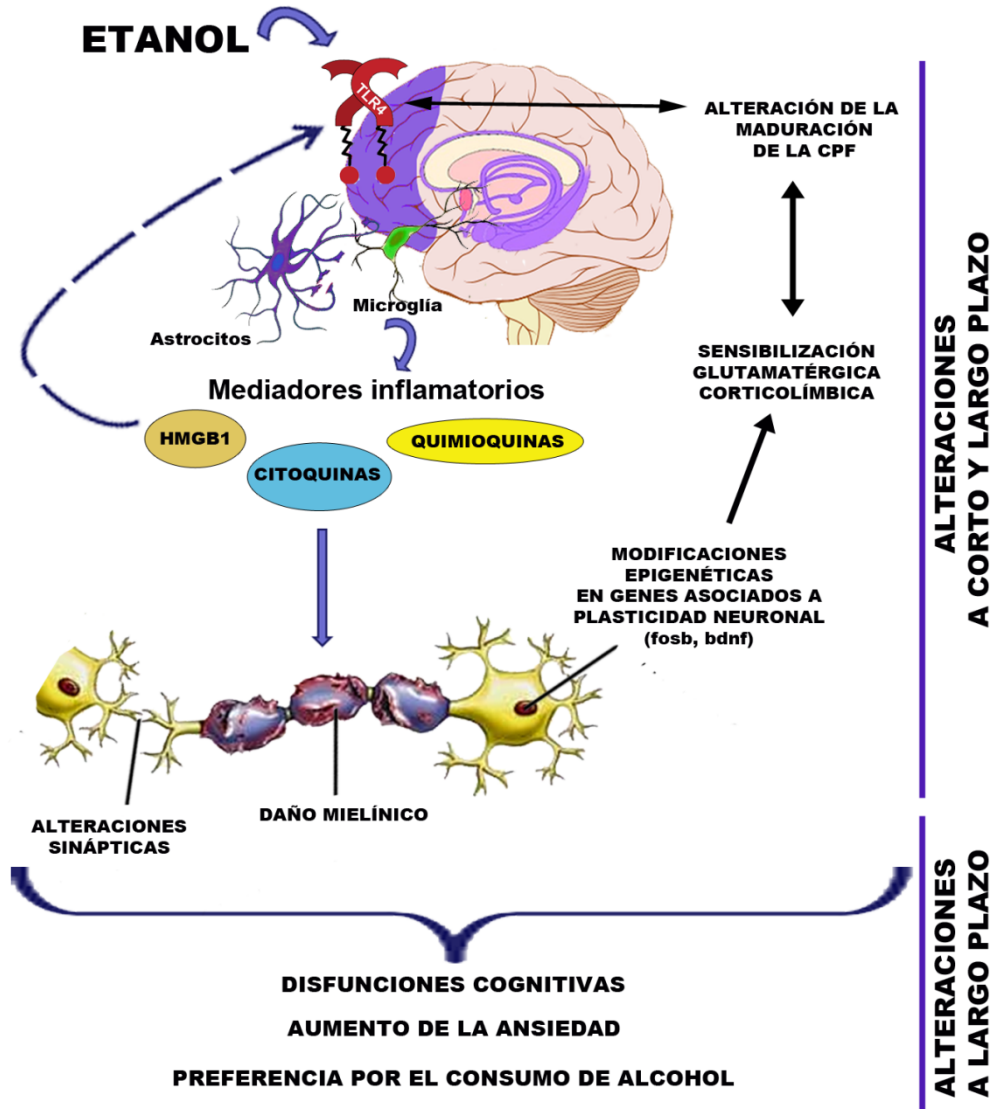 ETANOL
TLR4
ALTERACIÓN DE LA
MADURACIÓN
DE LA CPF
Microglía
Astrocitos
SENSIBILIZACIÓN
GLUTAMATÉRGICA
CORTICOLÍMBICA
Mediadores inflamatorios
HMGB1
QUIMIOQUINAS
CITOQUINAS
MODIFICACIONES
EPIGENÉTICAS
EN GENES ASOCIADOS A
PLASTICIDAD NEURONAL
(fosb, bdnf)
DAÑO MIELÍNICO
ALTERACIONES
SINÁPTICAS
ALTERACIONES
A CORTO Y LARGO PLAZO
DISFUNCIONES COGNITIVAS
AUMENTO DE LA ANSIEDAD
PREFERENCIA POR EL CONSUMO DE ALCOHOL
ALTERACIONES
A LARGO PLAZO